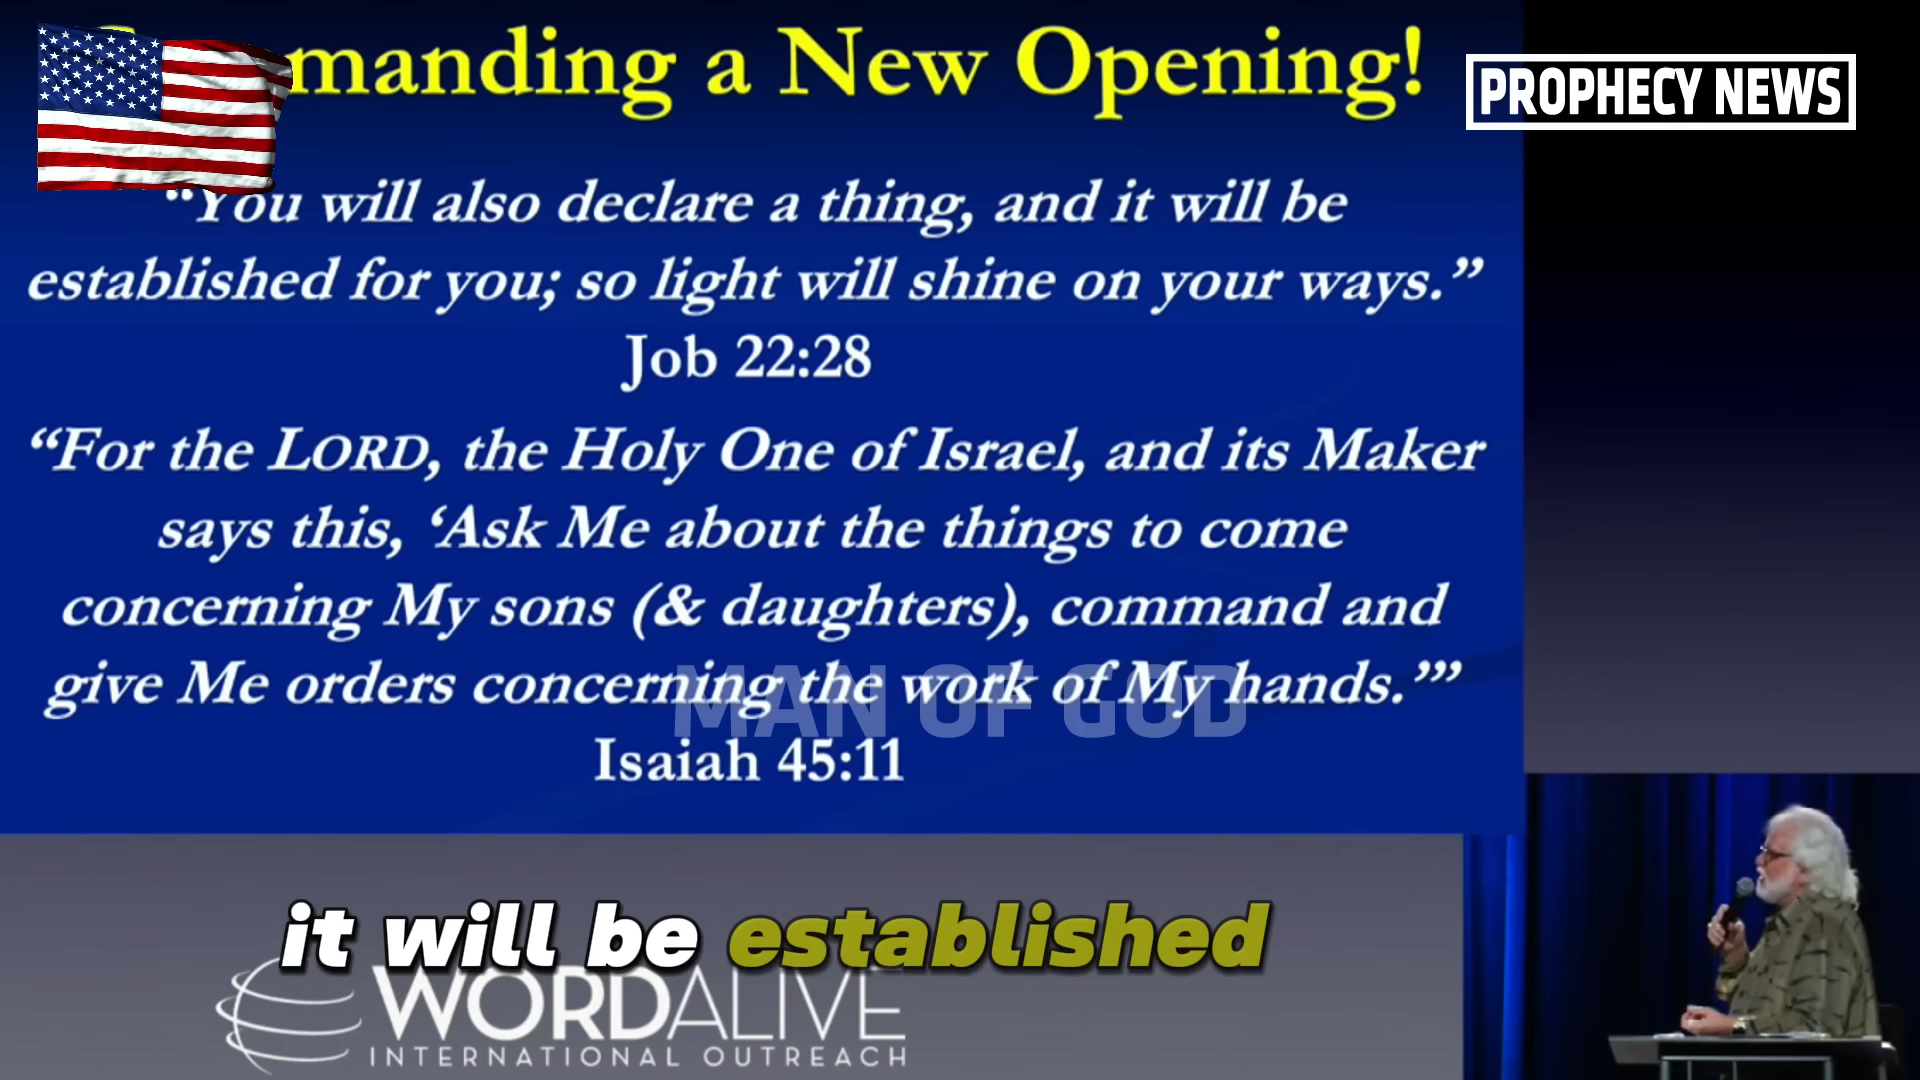 manding a New Opening!
PROPHECY NEWS
“You will also declare a thing, and it will be
established for you; so light will shine on your ways.”
Job 22:28
“For the LORD, the Holy One of Israel, and its Maker
says this, ‘Ask Me about the things to come
concerning My sons (& daughters), command and
give Me orders concerning the work of My hands.’”
MAN OF GOD
Isaiah 45:11
it will be established
WORDALIVE
INTERNATIONAL OUTREACH